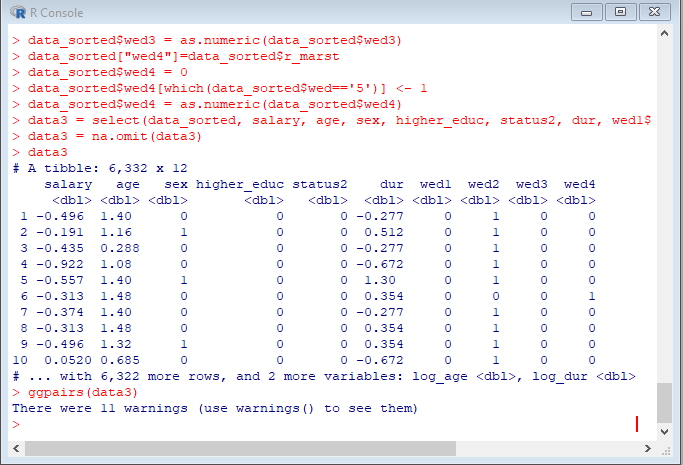 R Console
> data_sorted$wed3 = as.numeric(data_sorted$wed3)
> data_sorted["wed4"]=data_sorted$r_marst
> data_sorted$wed4 = 0
> data_sorted$wed4[which(data_sorted$wed=='5')] <- 1
> data_sorted$wed4 = as.numeric(data_sorted$wed4)
> data3 = select(data_sorted, salary, age, sex, higher_educ, status2, dur, wed1$
> data3 = na.omit(data3)
> data3
# A tibble: 6,332 x 12
salary age sex higher_educ status2 dur wed1 wed2 wed3 wed4
<dbl> <dbl> <dbl> <dbl> <dbl> <dbl> <dbl> <dbl> <dbl> <dbl>
1 -0.496 1.40 0 0 0 -0.277 0 1 0 0
2 -0.191 1.16 1 0 0 0.512 0 1 0 0
3 -0.435 0.288 0 0 0 -0.277 0 1 0 0
4 -0.922 1.08 0 0 0 -0.672 0 1 0 0
5 -0.557 1.40 1 0 0 1.30 0 1 0 0
6 -0.313 1.48 0 0 0 0.354 0 0 0 1
7 -0.374 1.40 0 0 0 -0.277 0 1 0 0
8 -0.313 1.48 0 0 0 0.354 0 1 0 0
9 -0.496 1.32 1 0 0 0.354 0 1 0 0
10 0.0520 0.685 0 0 0 -0.672 0 1 0 0
# ... with 6,322 more rows, and 2 more variables: log_age <dbl>, log_dur <dbl>
> ggpairs(data3)
There were 11 warnings (use warnings() to see them)
>